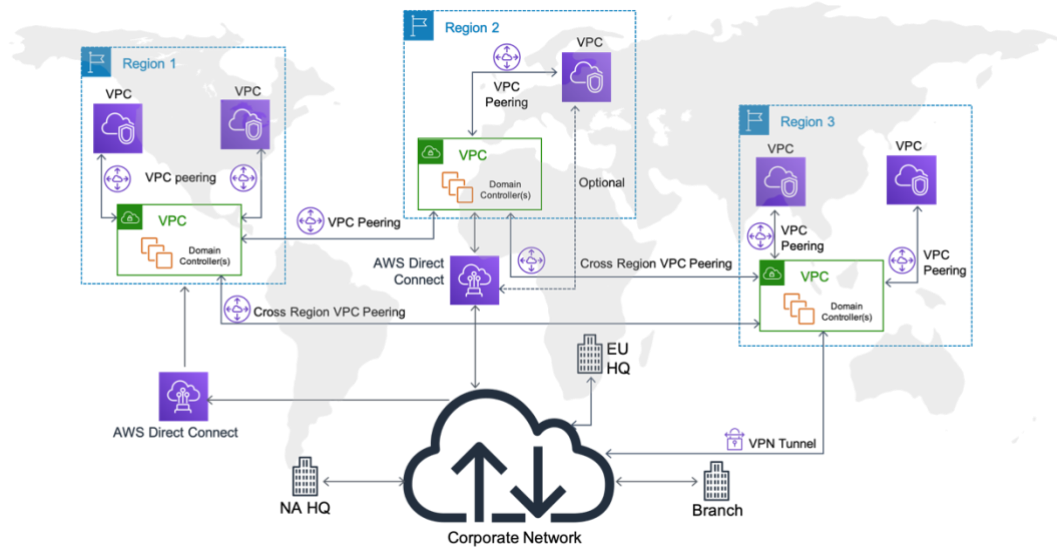 Region 1
VPC
VPC
VPC peering
VPC
Domain
Controller(s)
Region 2
VPC
VPC
Peering
VPC
Domain
Controller(s)
Optional
Region 3
VPC
VPC
VPC
Peering
VPC
Peering
VPC
Domain
Controller(s)
VPC Peering
AWS Direct
Connect
Cross Region VPC Peering
Cross Region VPC Peering
AWS Direct Connect
EU
HQ
VPN Tunnel
NA HQ
Branch
Corporate Network